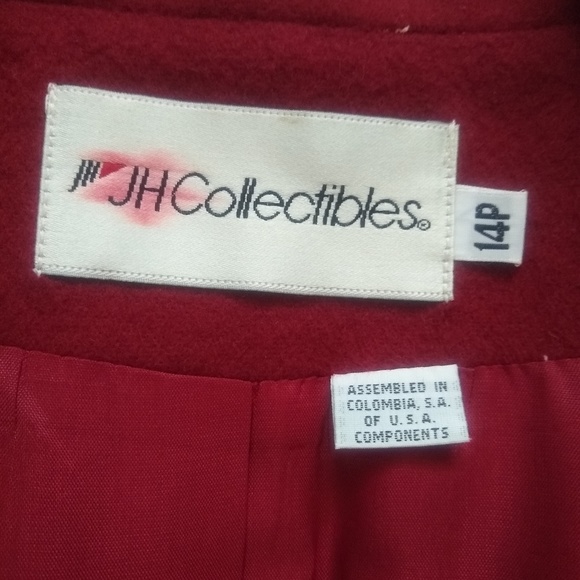 JHCollectibles®
14P
ASSEMBLED IN
COLOMBIA, S.A.
OF U.S.A.
COMPONENTS